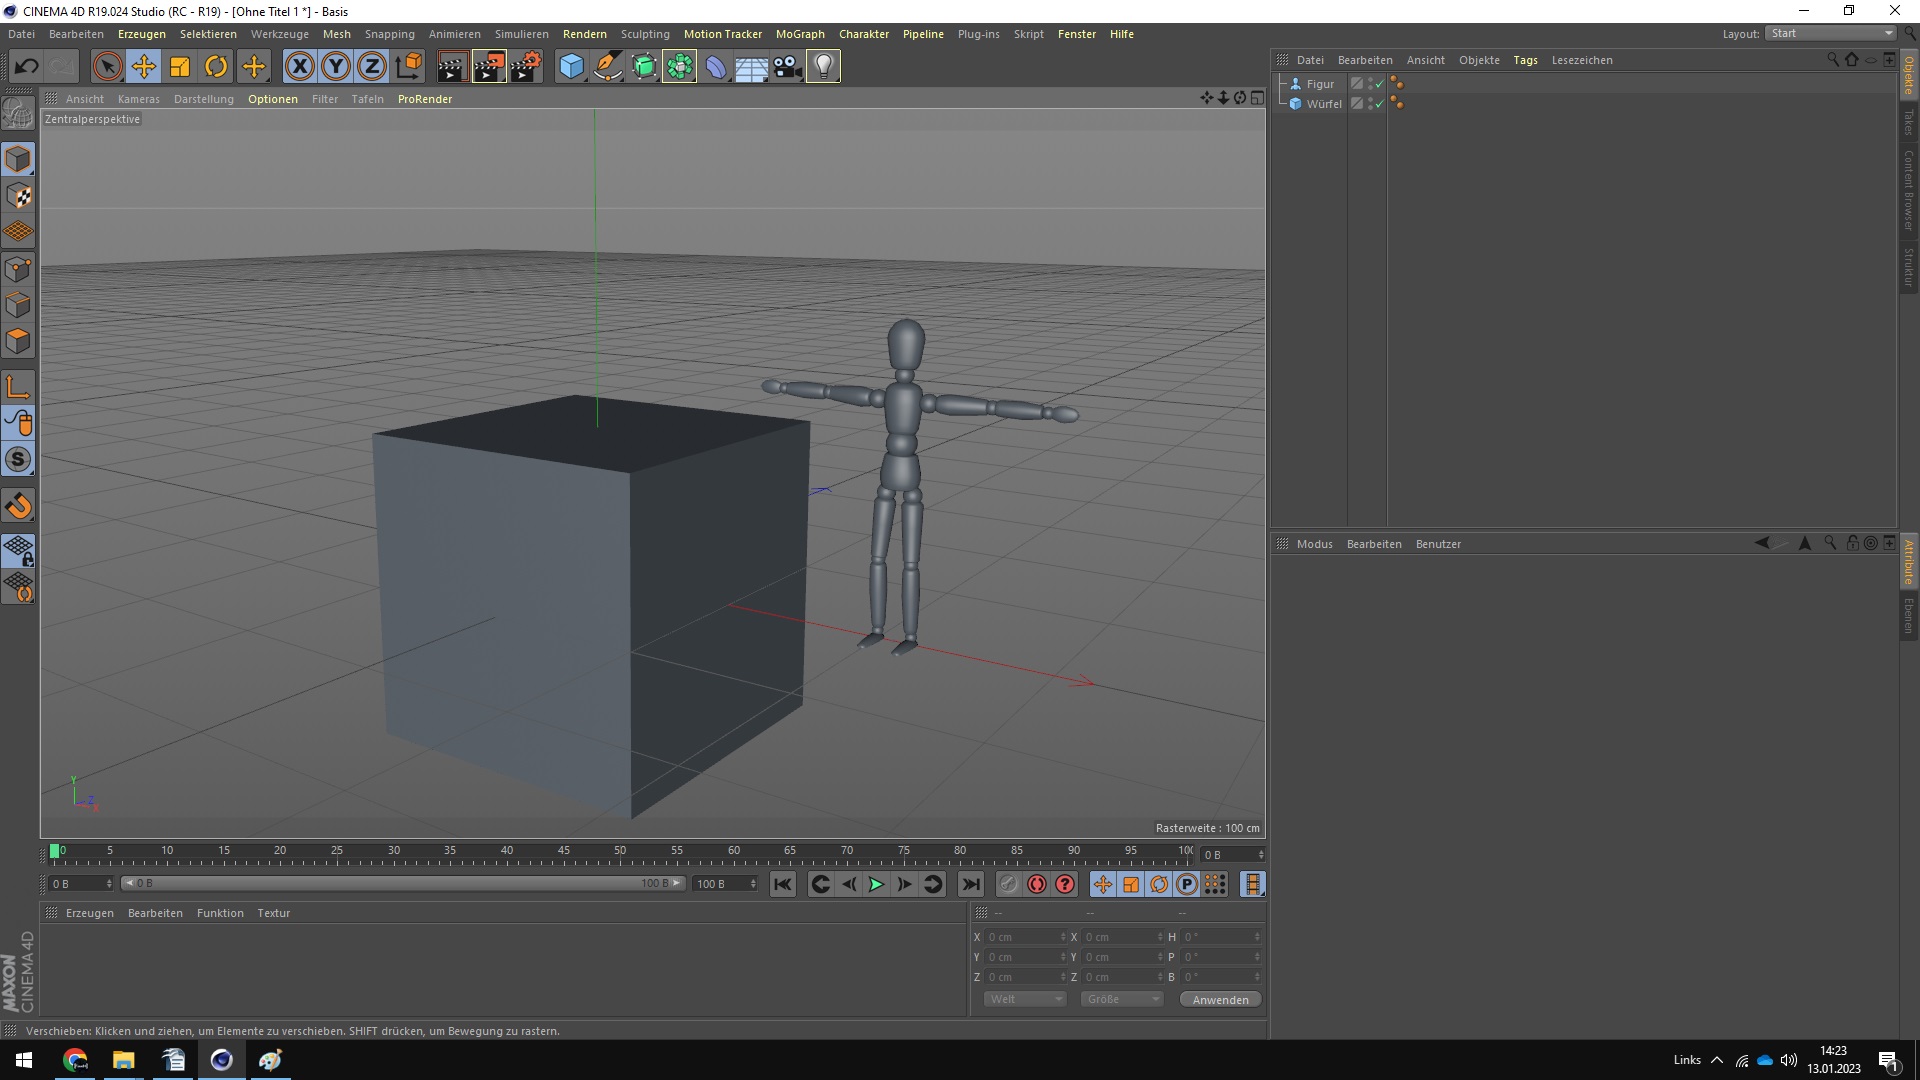 CINEMA 4D R19.024 Studio (RC - R19) - [Ohne Titel 1 *] - Basis
Datei Bearbeiten Erzeugen Selektieren Werkzeuge Mesh Snapping Animieren Simulieren Rendern Sculpting Motion Tracker MoGraph Charakter Pipeline Plug-ins Skript Fenster Hilfe Layout: Start
X Y Z
Ansicht Kameras Darstellung Optionen Filter Tafeln ProRender
Zentralperspektive
Datei Bearbeiten Ansicht Objekte Tags Lesezeichen
Figur
Würfel
Objekte
Takes
Content Browser
Struktur
S
Modus Bearbeiten Benutzer
Attribute
Ebenen
Y
Z
X
Rasterweite : 100 cm
0 5 10 15 20 25 30 35 40 45 50 55 60 65 70 75 80 85 90 95 100 0 B
0 B 0 B 100 B 100 B ? P
Erzeugen Bearbeiten Funktion Textur
-- -- --
X 0 cm X 0 cm H 0 °
Y 0 cm Y 0 cm P 0 °
Z 0 cm Z 0 cm B 0 °
Welt Größe Anwenden
MAXON
CINEMA 4D
Verschieben: Klicken und ziehen, um Elemente zu verschieben. SHIFT drücken, um Bewegung zu rastern.
Links
14:23
13.01.2023
1